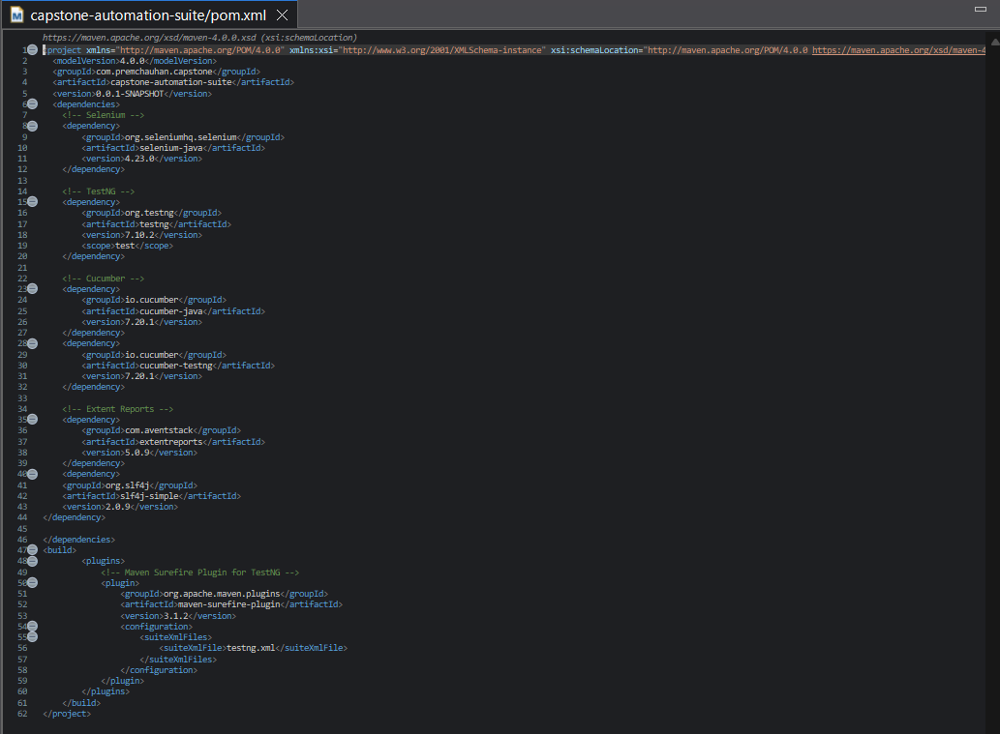 M capstone-automation-suite/pom.xml
https://maven.apache.org/xsd/maven-4.0.0.xsd (xsi:schemaLocation)
1 <project xmlns="http://maven.apache.org/POM/4.0.0" xmlns:xsi="http://www.w3.org/2001/XMLSchema-instance" xsi:schemaLocation="http://maven.apache.org/POM/4.0.0 https://maven.apache.org/xsd/maven-4
2 <modelVersion>4.0.0</modelVersion>
3 <groupId>com.premchauhan.capstone</groupId>
4 <artifactId>capstone-automation-suite</artifactId>
5 <version>0.0.1-SNAPSHOT</version>
6 <dependencies>
7 <!-- Selenium -->
8 <dependency>
9 <groupId>org.seleniumhq.selenium</groupId>
10 <artifactId>selenium-java</artifactId>
11 <version>4.23.0</version>
12 </dependency>
13
14 <!-- TestNG -->
15 <dependency>
16 <groupId>org.testng</groupId>
17 <artifactId>testng</artifactId>
18 <version>7.10.2</version>
19 <scope>test</scope>
20 </dependency>
21
22 <!-- Cucumber -->
23 <dependency>
24 <groupId>io.cucumber</groupId>
25 <artifactId>cucumber-java</artifactId>
26 <version>7.20.1</version>
27 </dependency>
28 <dependency>
29 <groupId>io.cucumber</groupId>
30 <artifactId>cucumber-testng</artifactId>
31 <version>7.20.1</version>
32 </dependency>
33
34 <!-- Extent Reports -->
35 <dependency>
36 <groupId>com.aventstack</groupId>
37 <artifactId>extentreports</artifactId>
38 <version>5.0.9</version>
39 </dependency>
40 <dependency>
41 <groupId>org.slf4j</groupId>
42 <artifactId>slf4j-simple</artifactId>
43 <version>2.0.9</version>
44 </dependency>
45
46 </dependencies>
47 <build>
48 <plugins>
49 <!-- Maven Surefire Plugin for TestNG -->
50 <plugin>
51 <groupId>org.apache.maven.plugins</groupId>
52 <artifactId>maven-surefire-plugin</artifactId>
53 <version>3.1.2</version>
54 <configuration>
55 <suiteXmlFiles>
56 <suiteXmlFile>testng.xml</suiteXmlFile>
57 </suiteXmlFiles>
58 </configuration>
59 </plugin>
60 </plugins>
61 </build>
62 </project>